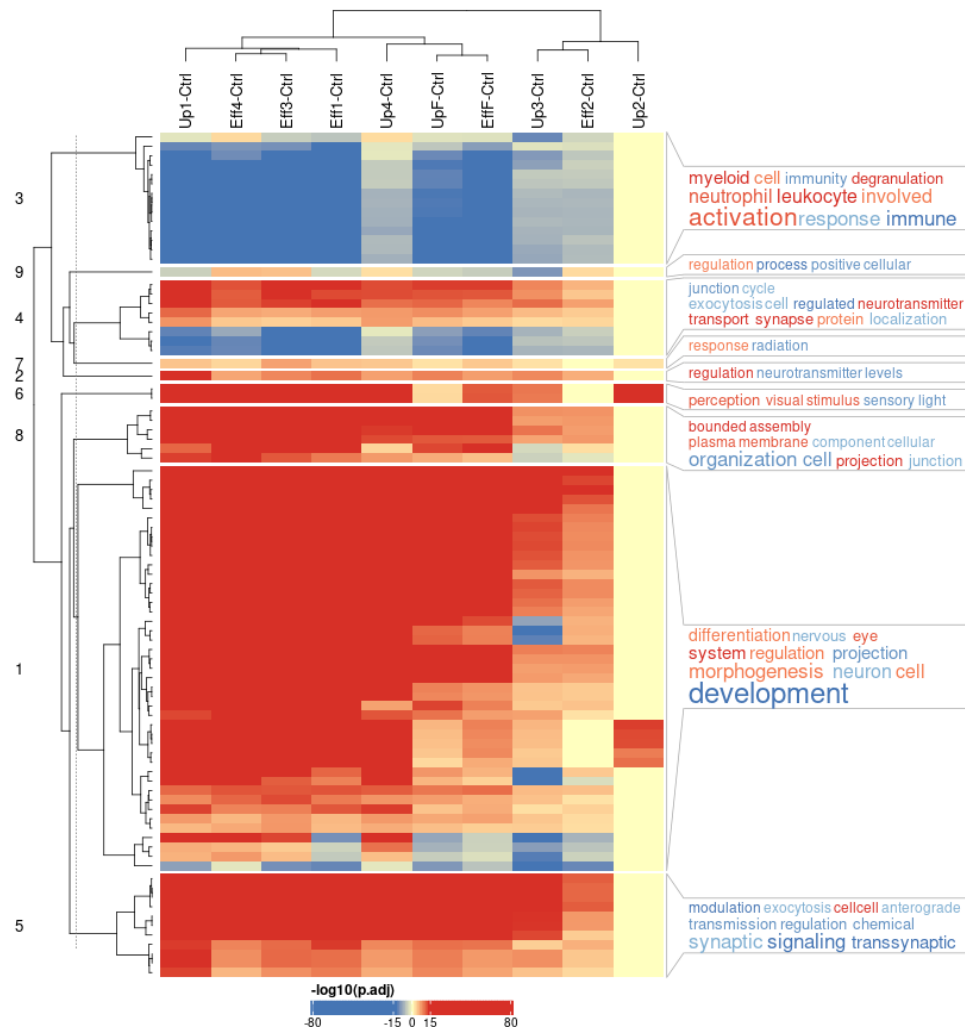 Up1-Ctrl
Eff4-Ctrl
Eff3-Ctrl
Eff1-Ctrl
Up4-Ctrl
UpF-Ctrl
EffF-Ctrl
Up3-Ctrl
Eff2-Ctrl
Up2-Ctrl
3
myeloid cell immunity degranulation
neutrophil leukocyte involved
activation response immune
9
regulation process positive cellular
4
junction cycle
exocytosis cell regulated neurotransmitter
transport synapse protein localization
7
response radiation
2
regulation neurotransmitter levels
6
perception visual stimulus sensory light
8
bounded assembly
plasma membrane component cellular
organization cell projection junction
1
differentiation nervous eye
system regulation projection
morphogenesis neuron cell
development
5
modulation exocytosis cellcell anterograde
transmission regulation chemical
synaptic signaling transsynaptic
-log10(p.adj)
-80 -15 0 15 80